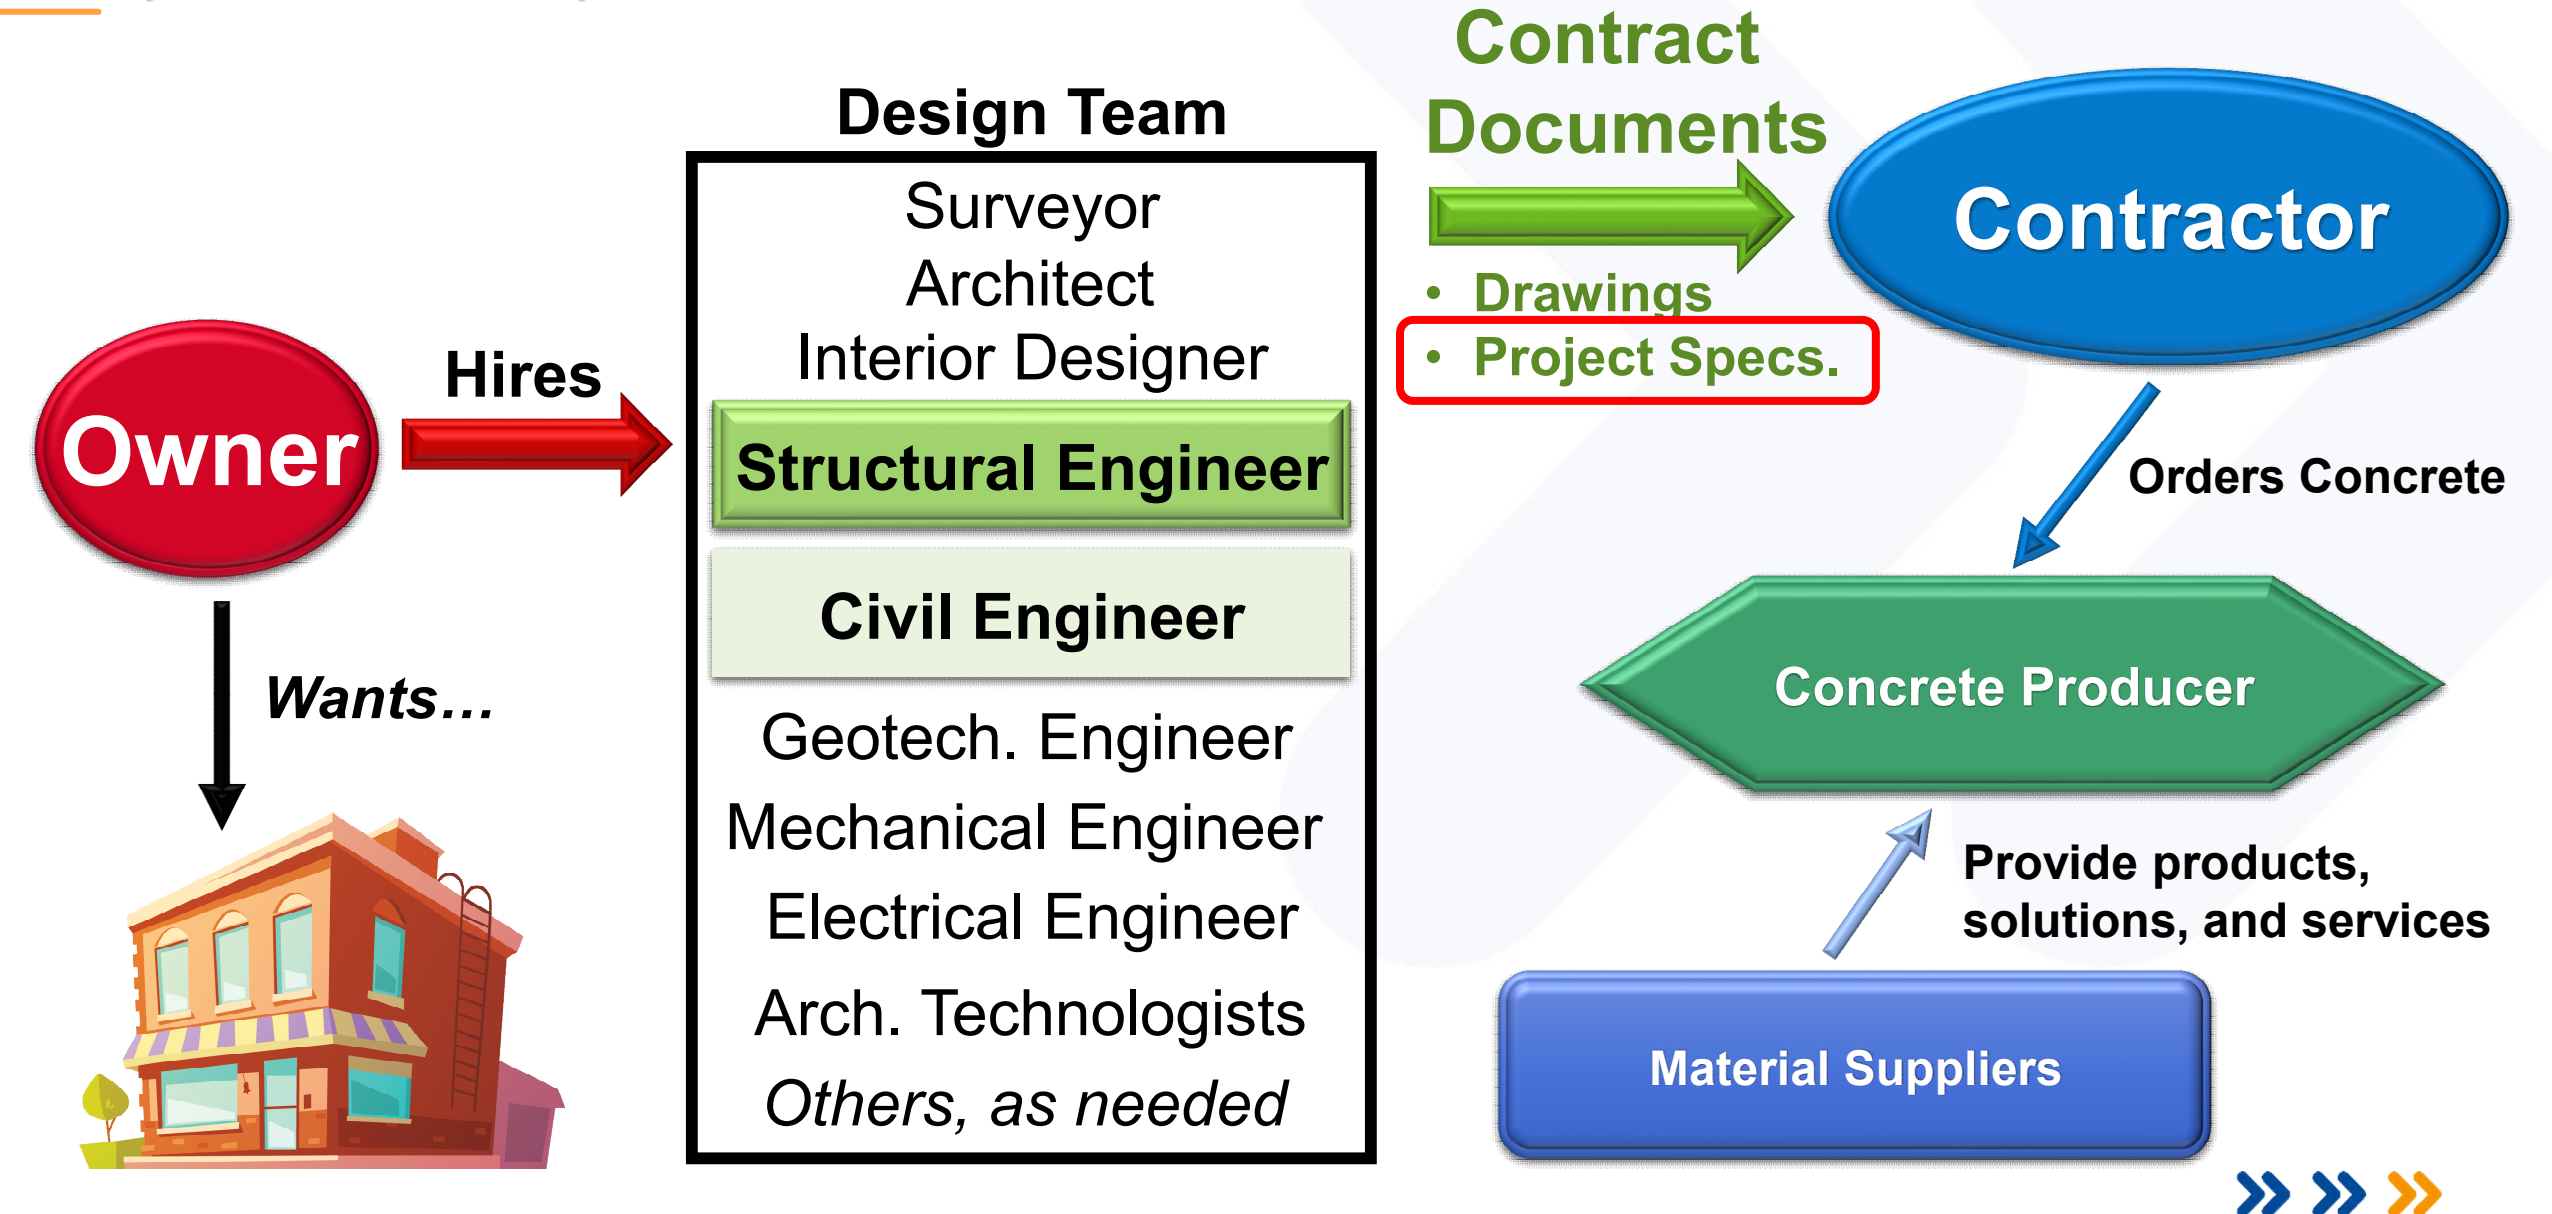 Owner
Hires
Wants…
Design Team
Surveyor
Architect
Interior Designer
Structural Engineer
Civil Engineer
Geotech. Engineer
Mechanical Engineer
Electrical Engineer
Arch. Technologists
Others, as needed
Contract
Documents
• Drawings
• Project Specs.
Contractor
Orders Concrete
Concrete Producer
Provide products,
solutions, and services
Material Suppliers